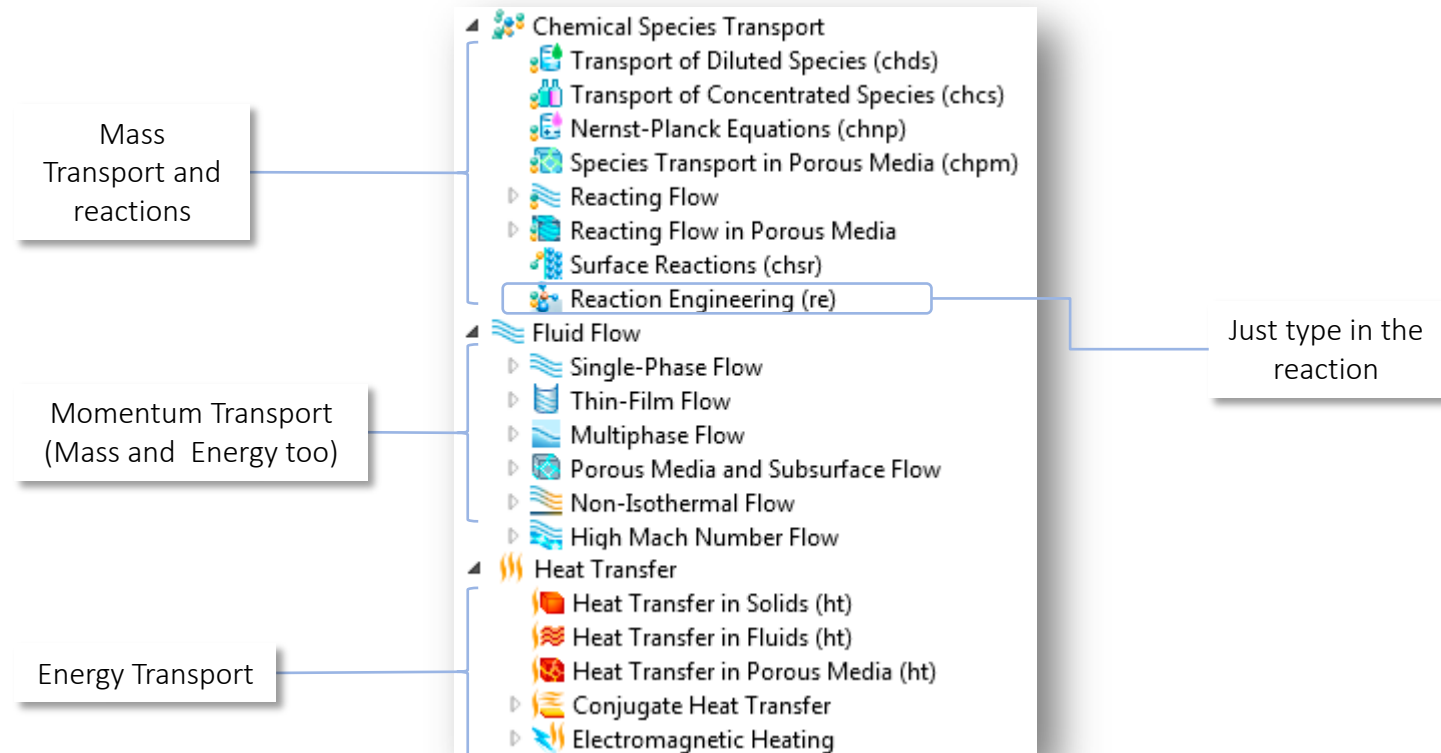 Chemical Species Transport
Transport of Diluted Species (chds)
Transport of Concentrated Species (chcs)
Nernst-Planck Equations (chnp)
Species Transport in Porous Media (chpm)
Reacting Flow
Reacting Flow in Porous Media
Surface Reactions (chsr)
Reaction Engineering (re)
Fluid Flow
Single-Phase Flow
Thin-Film Flow
Multiphase Flow
Porous Media and Subsurface Flow
Non-Isothermal Flow
High Mach Number Flow
Heat Transfer
Heat Transfer in Solids (ht)
Heat Transfer in Fluids (ht)
Heat Transfer in Porous Media (ht)
Conjugate Heat Transfer
Electromagnetic Heating
Mass
Transport and
reactions
Momentum Transport
(Mass and  Energy too)
Energy Transport
Just type in the
reaction